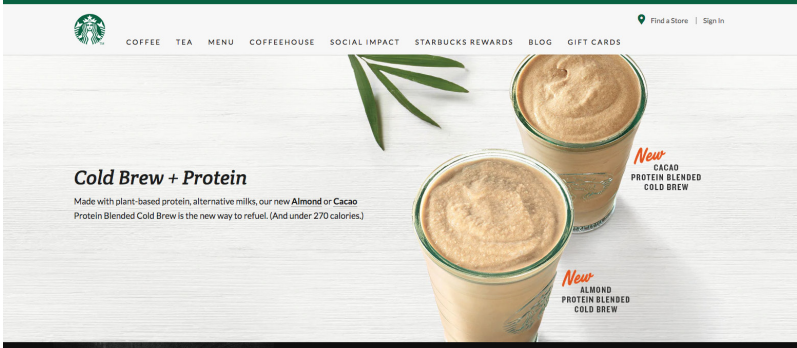 Find a Store | Sign In
COFFEE TEA MENU COFFEEHOUSE SOCIAL IMPACT STARBUCKS REWARDS BLOG GIFT CARDS
Cold Brew + Protein
Made with plant-based protein, alternative milks, our new Almond or Cacao
Protein Blended Cold Brew is the new way to refuel. (And under 270 calories.)
New
CACAO
PROTEIN BLENDED
COLD BREW
New
ALMOND
PROTEIN BLENDED
COLD BREW